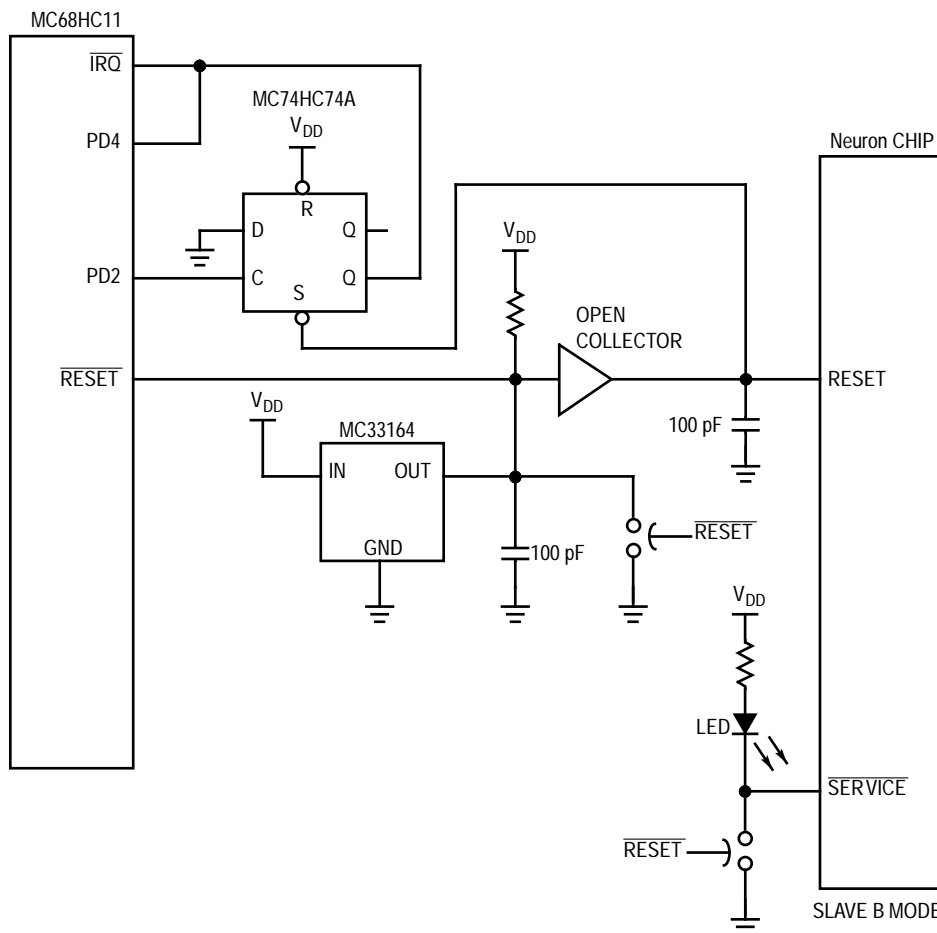 MC68HC11
IRQ
MC74HC74A
VDD
PD4
Neuron CHIP
R
D
Q
VDD
PD2
C
Q
S
OPEN
COLLECTOR
RESET
RESET
VDD
MC33164
100 pF
IN
OUT
RESET
GND
100 pF
VDD
LED
SERVICE
RESET
SLAVE B MODE